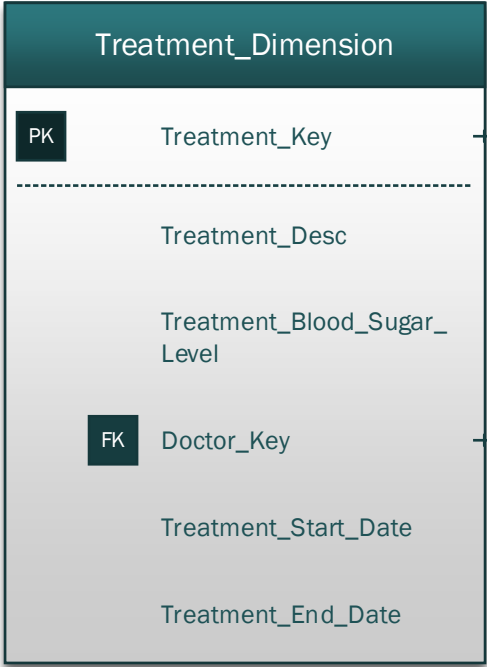 Treatment_Dimension
PK Treatment_Key
Treatment_Desc
Treatment_Blood_Sugar_
Level
FK Doctor_Key
Treatment_Start_Date
Treatment_End_Date